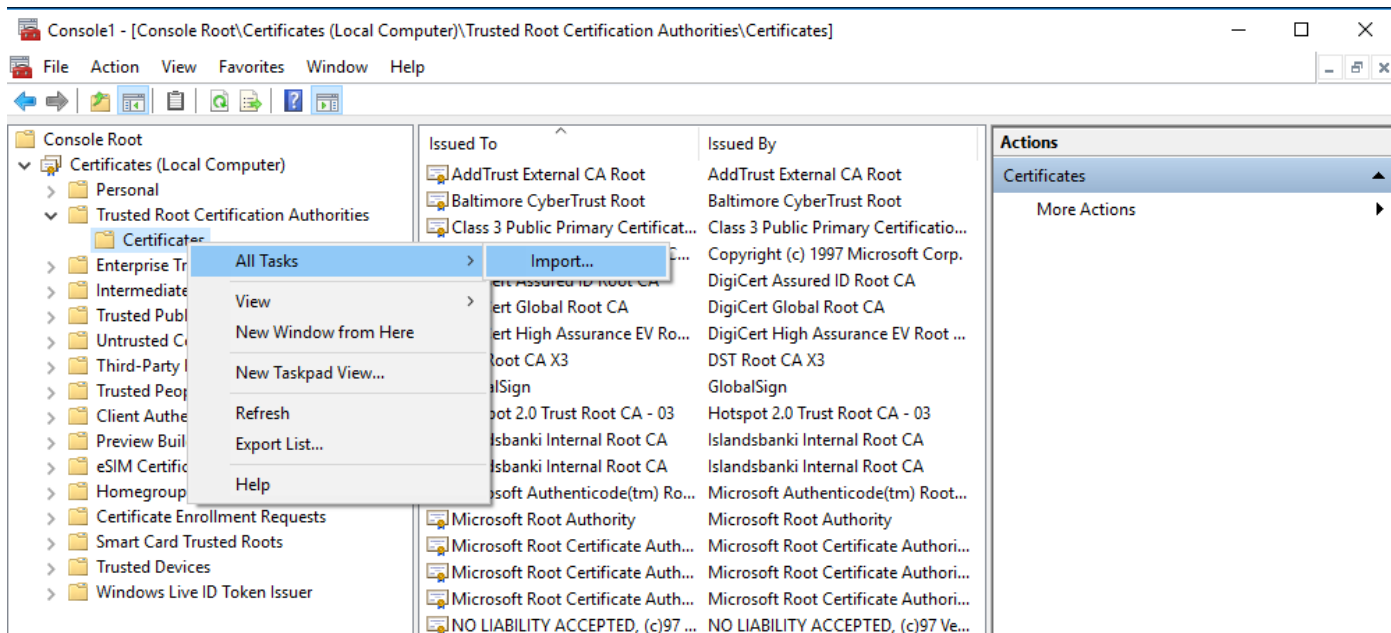 Console1 - [Console Root\Certificates (Local Computer)\Trusted Root Certification Authorities\Certificates]
File Action View Favorites Window Help
Console Root
Certificates (Local Computer)
Personal
Trusted Root Certification Authorities
Certificates
Enterprise Tr
Intermediate
Trusted Publ
Untrusted C
Third-Party
Trusted Peop
Client Authe
Preview Buil
eSIM Certific
Homegroup
Certificate Enrollment Requests
Smart Card Trusted Roots
Trusted Devices
Windows Live ID Token Issuer
All Tasks
View
New Window from Here
New Taskpad View...
Refresh
Export List...
Help
Import...
Issued To Issued By
AddTrust External CA Root AddTrust External CA Root
Baltimore CyberTrust Root Baltimore CyberTrust Root
Class 3 Public Primary Certificat... Class 3 Public Primary Certificatio...
C... Copyright (c) 1997 Microsoft Corp.
ert Assured ID Root CA DigiCert Assured ID Root CA
ert Global Root CA DigiCert Global Root CA
ert High Assurance EV Ro... DigiCert High Assurance EV Root ...
Root CA X3 DST Root CA X3
alSign GlobalSign
pot 2.0 Trust Root CA - 03 Hotspot 2.0 Trust Root CA - 03
dsbanki Internal Root CA Islandsbanki Internal Root CA
dsbanki Internal Root CA Islandsbanki Internal Root CA
osoft Authenticode(tm) Ro... Microsoft Authenticode(tm) Root...
Microsoft Root Authority Microsoft Root Authority
Microsoft Root Certificate Auth... Microsoft Root Certificate Authori...
Microsoft Root Certificate Auth... Microsoft Root Certificate Authori...
Microsoft Root Certificate Auth... Microsoft Root Certificate Authori...
NO LIABILITY ACCEPTED, (c)97 ... NO LIABILITY ACCEPTED, (c)97 Ve...
Actions
Certificates
More Actions